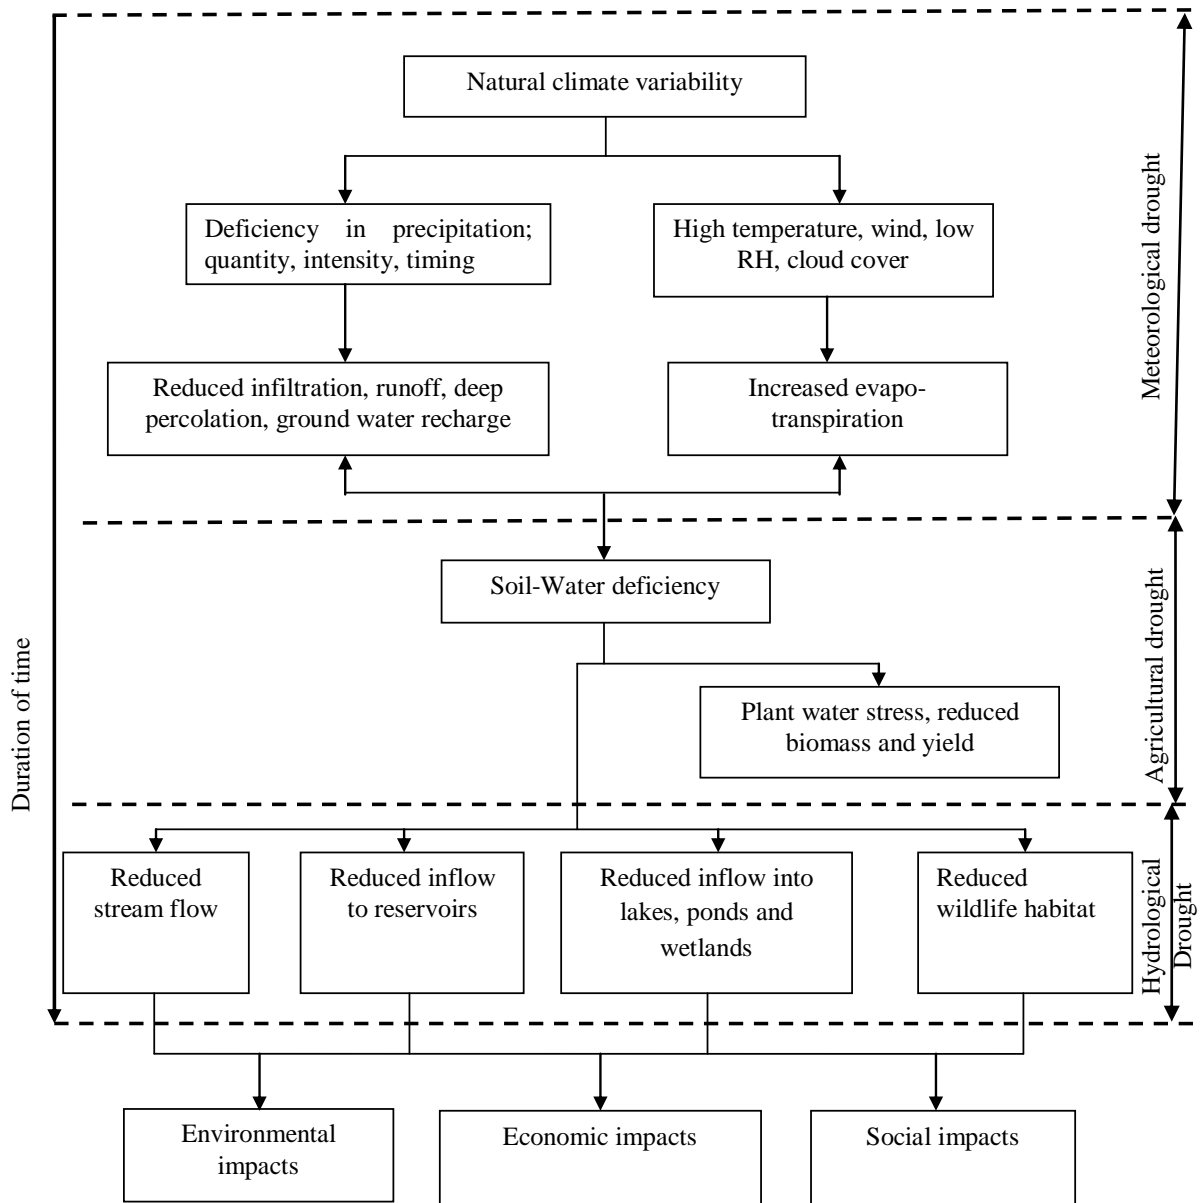 Natural climate variability
Deficiency in precipitation;
quantity, intensity, timing
High temperature, wind, low
RH, cloud cover
Reduced infiltration, runoff, deep
percolation, ground water recharge
Increased evapo-
transpiration
Meteorological drought
Soil-Water deficiency
Plant water stress, reduced
biomass and yield
Agricultural drought
Duration of time
Reduced
stream flow
Reduced inflow
to reservoirs
Reduced inflow into
lakes, ponds and
wetlands
Reduced
wildlife habitat
Hydrological
Drought
Environmental
impacts
Economic impacts
Social impacts